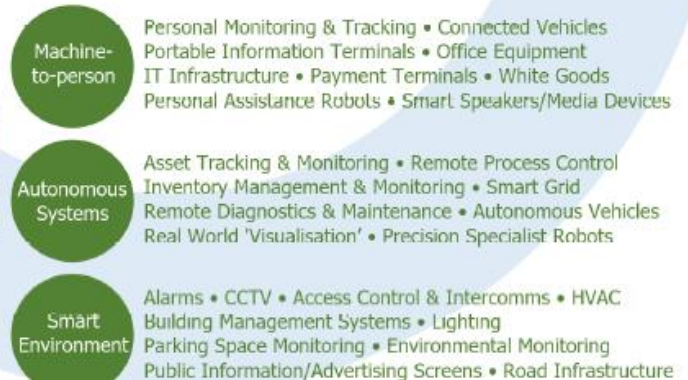 Machine-
to-person
Personal Monitoring & Tracking • Connected Vehicles
Portable Information Terminals • Office Equipment
IT Infrastructure • Payment Terminals • White Goods
Personal Assistance Robots • Smart Speakers/Media Devices
Autonomous
Systems
Asset Tracking & Monitoring • Remote Process Control
Inventory Management & Monitoring • Smart Grid
Remote Diagnostics & Maintenance • Autonomous Vehicles
Real World 'Visualisation' • Precision Specialist Robots
Smart
Environment
Alarms • CCTV • Access Control & Intercomms • HVAC
Building Management Systems • Lighting
Parking Space Monitoring • Environmental Monitoring
Public Information/Advertising Screens • Road Infrastructure